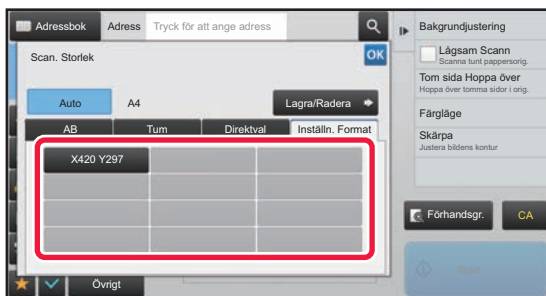 Adressbok
Adress
Tryck för att ange adress
Scan. Storlek
OK
Auto
A4
Lagra/Radera
AB
Tum
Direktval
Inställn. Format
X420 Y297
Övrigt
Bakgrundjustering
Lågsam Scann
Scanna tunt pappersorig.
Tom sida Hoppa över
Hoppa över tomma sidor i orig.
Färgläge
Skärpa
Justera bildens kontur
Förhandsgr.
CA